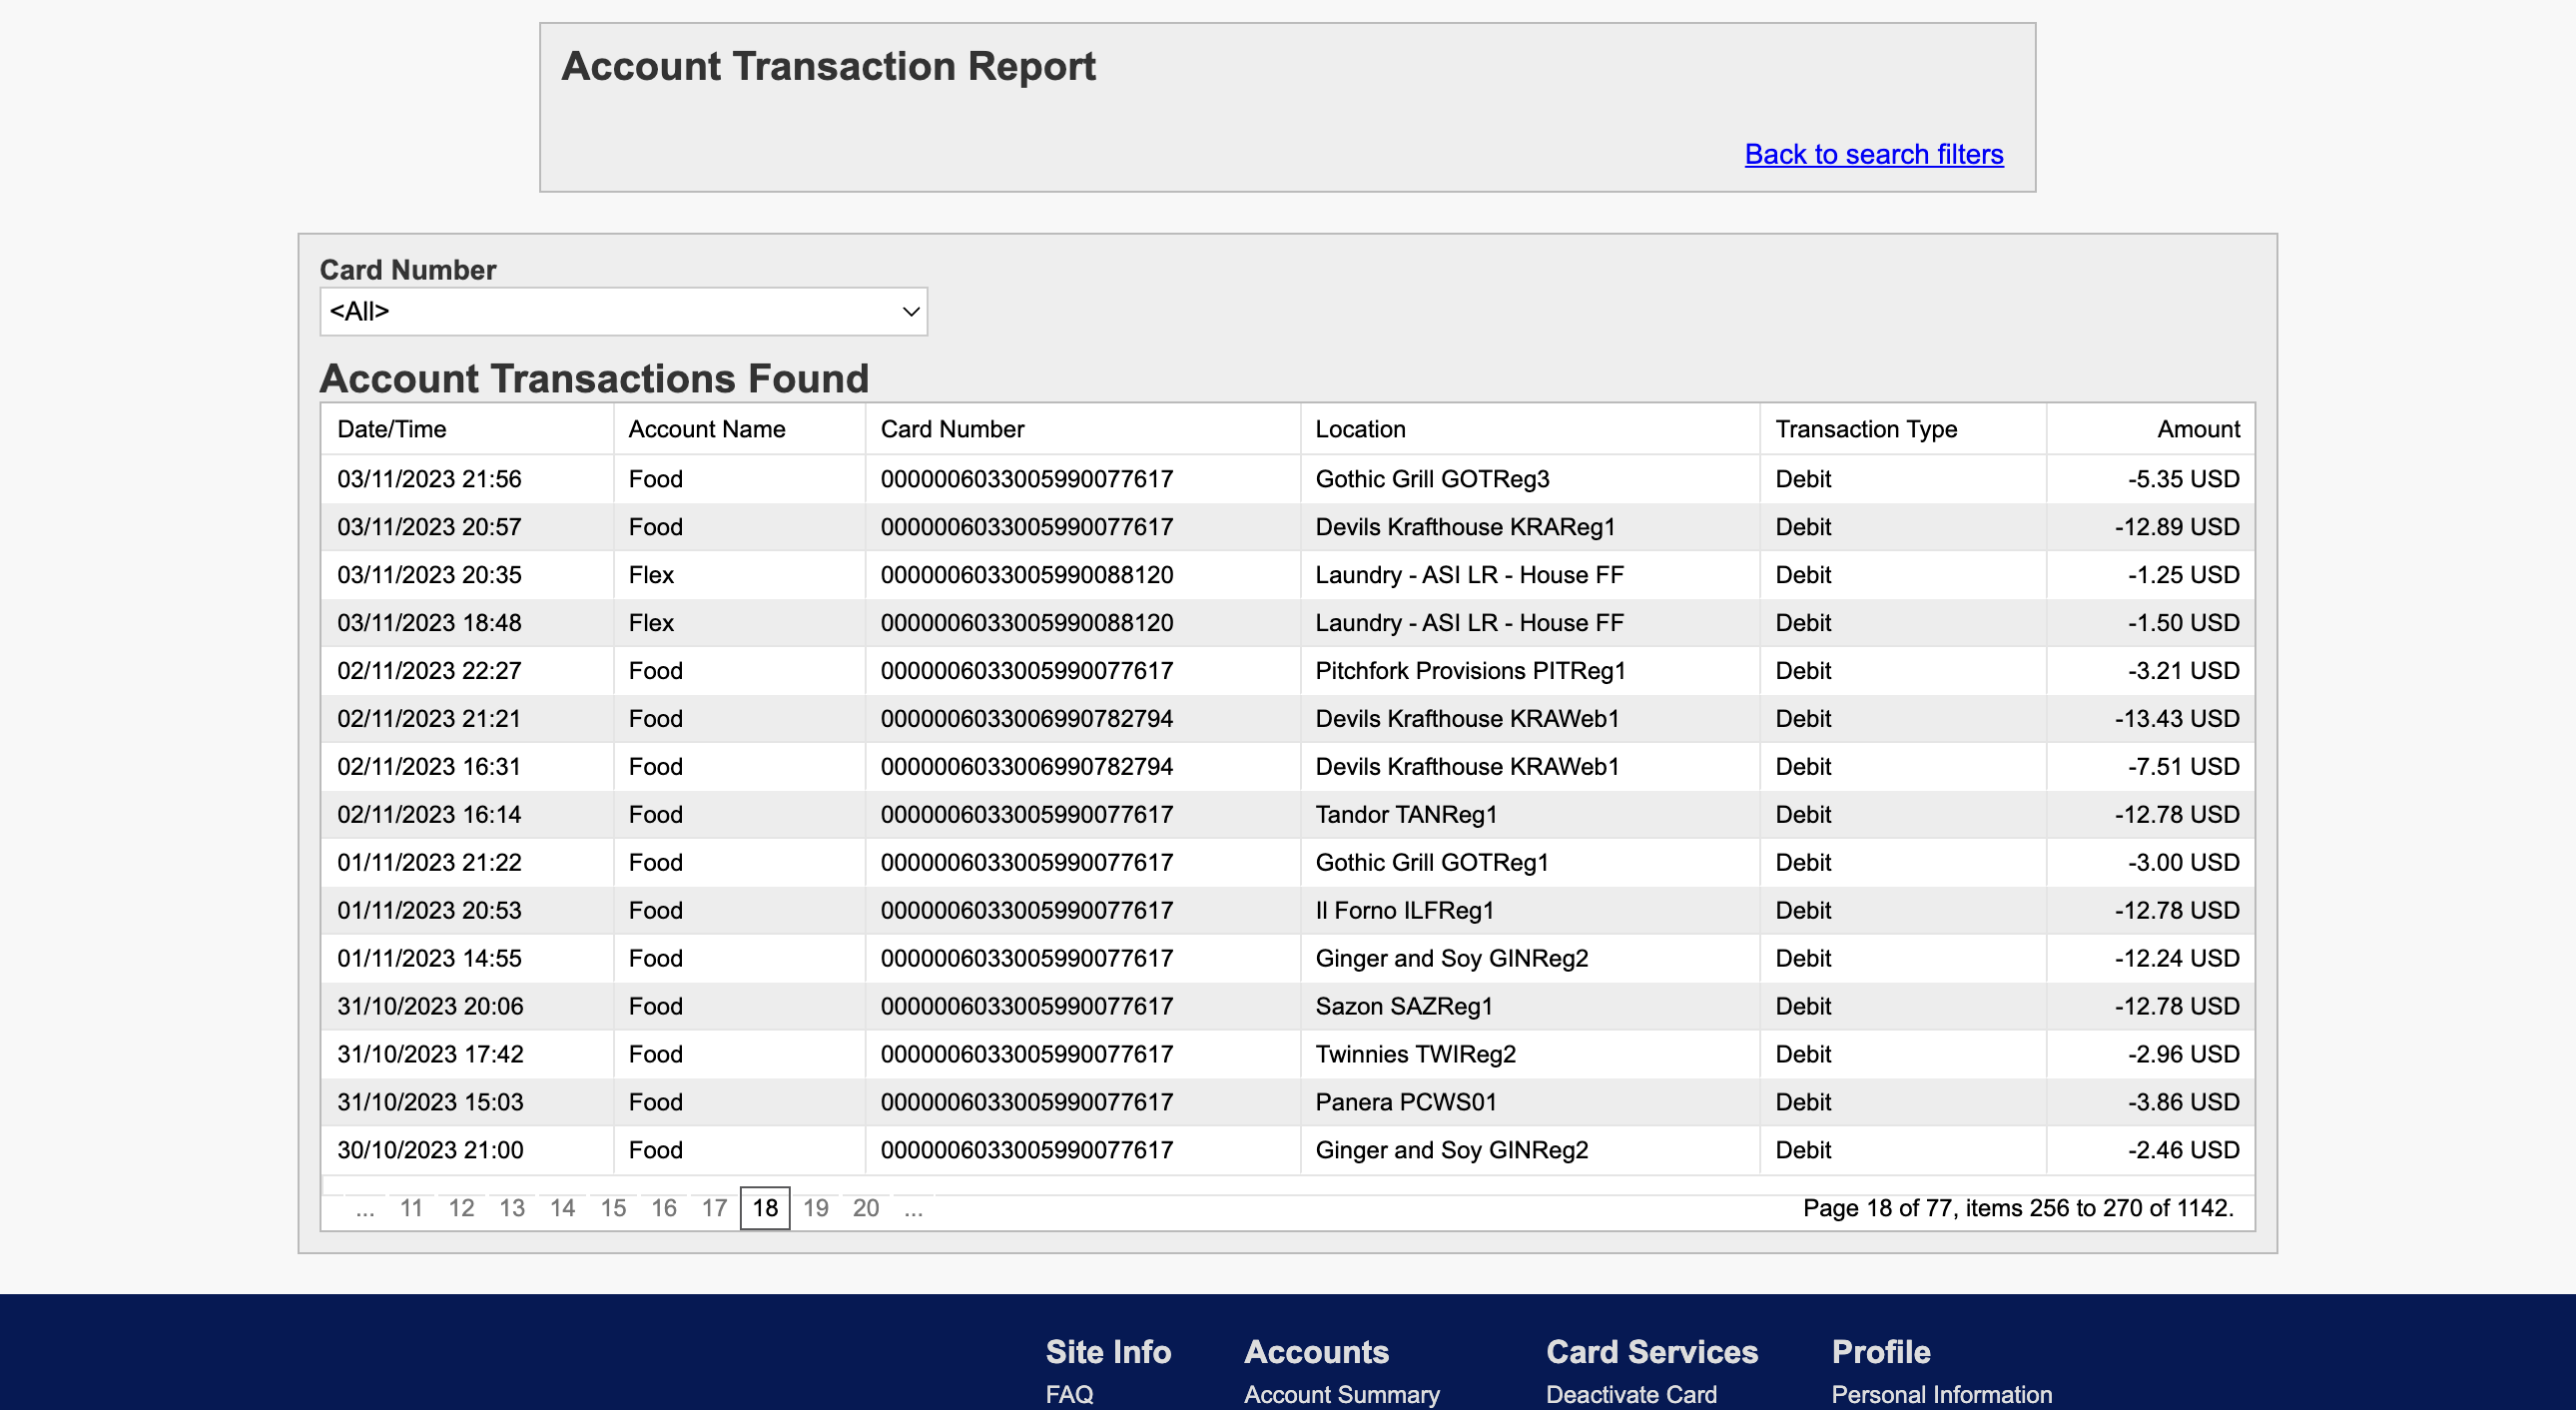 Account Transaction Report
Back to search filters
Card Number
<All>
Account Transactions Found
Date/Time Account Name Card Number Location Transaction Type Amount
03/11/2023 21:56 Food 0000006033005990077617 Gothic Grill GOTReg3 Debit -5.35 USD
03/11/2023 20:57 Food 0000006033005990077617 Devils Krafthouse KRAReg1 Debit -12.89 USD
03/11/2023 20:35 Flex 0000006033005990088120 Laundry - ASI LR - House FF Debit -1.25 USD
03/11/2023 18:48 Flex 0000006033005990088120 Laundry - ASI LR - House FF Debit -1.50 USD
02/11/2023 22:27 Food 0000006033005990077617 Pitchfork Provisions PITReg1 Debit -3.21 USD
02/11/2023 21:21 Food 0000006033006990782794 Devils Krafthouse KRAWeb1 Debit -13.43 USD
02/11/2023 16:31 Food 0000006033006990782794 Devils Krafthouse KRAWeb1 Debit -7.51 USD
02/11/2023 16:14 Food 0000006033005990077617 Tandor TANReg1 Debit -12.78 USD
01/11/2023 21:22 Food 0000006033005990077617 Gothic Grill GOTReg1 Debit -3.00 USD
01/11/2023 20:53 Food 0000006033005990077617 Il Forno ILFReg1 Debit -12.78 USD
01/11/2023 14:55 Food 0000006033005990077617 Ginger and Soy GINReg2 Debit -12.24 USD
31/10/2023 20:06 Food 0000006033005990077617 Sazon SAZReg1 Debit -12.78 USD
31/10/2023 17:42 Food 0000006033005990077617 Twinnies TWIReg2 Debit -2.96 USD
31/10/2023 15:03 Food 0000006033005990077617 Panera PCWS01 Debit -3.86 USD
30/10/2023 21:00 Food 0000006033005990077617 Ginger and Soy GINReg2 Debit -2.46 USD
... 11 12 13 14 15 16 17 18 19 20 ... Page 18 of 77, items 256 to 270 of 1142.
Site Info Accounts Card Services Profile
FAQ Account Summary Deactivate Card Personal Information